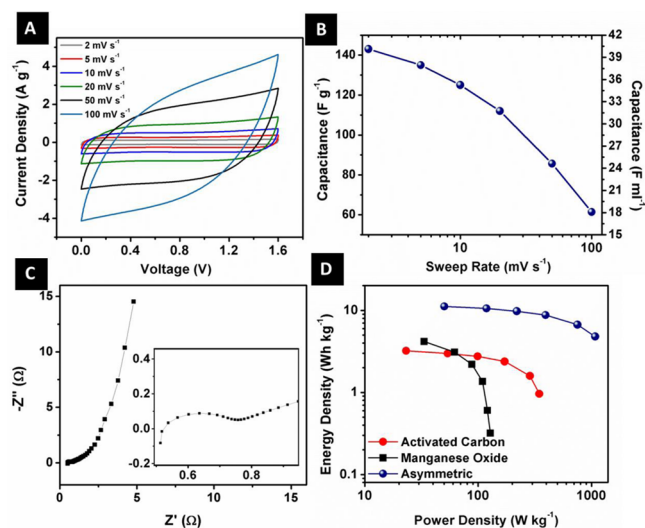 A
2 mV s⁻¹
5 mV s⁻¹
10 mV s⁻¹
20 mV s⁻¹
50 mV s⁻¹
100 mV s⁻¹
Current Density (A g⁻¹)
4
2
0
-2
-4
0.0 0.4 0.8 1.2 1.6
Voltage (V)
B
Capacitance (F g⁻¹)
140
120
100
80
60
42
39
36
33
30
27
24
21
18
15
Capacitance (F ml⁻¹)
10 100
Sweep Rate (mV s⁻¹)
C
-Z'' (Ω)
15
10
5
0
0 5 10 15
Z' (Ω)
0.4
0.2
0.0
-0.2
0.6 0.8
D
Energy Density (Wh kg⁻¹)
10
1
0.1
Activated Carbon
Manganese Oxide
Asymmetric
10 100 1000
Power Density (W kg⁻¹)